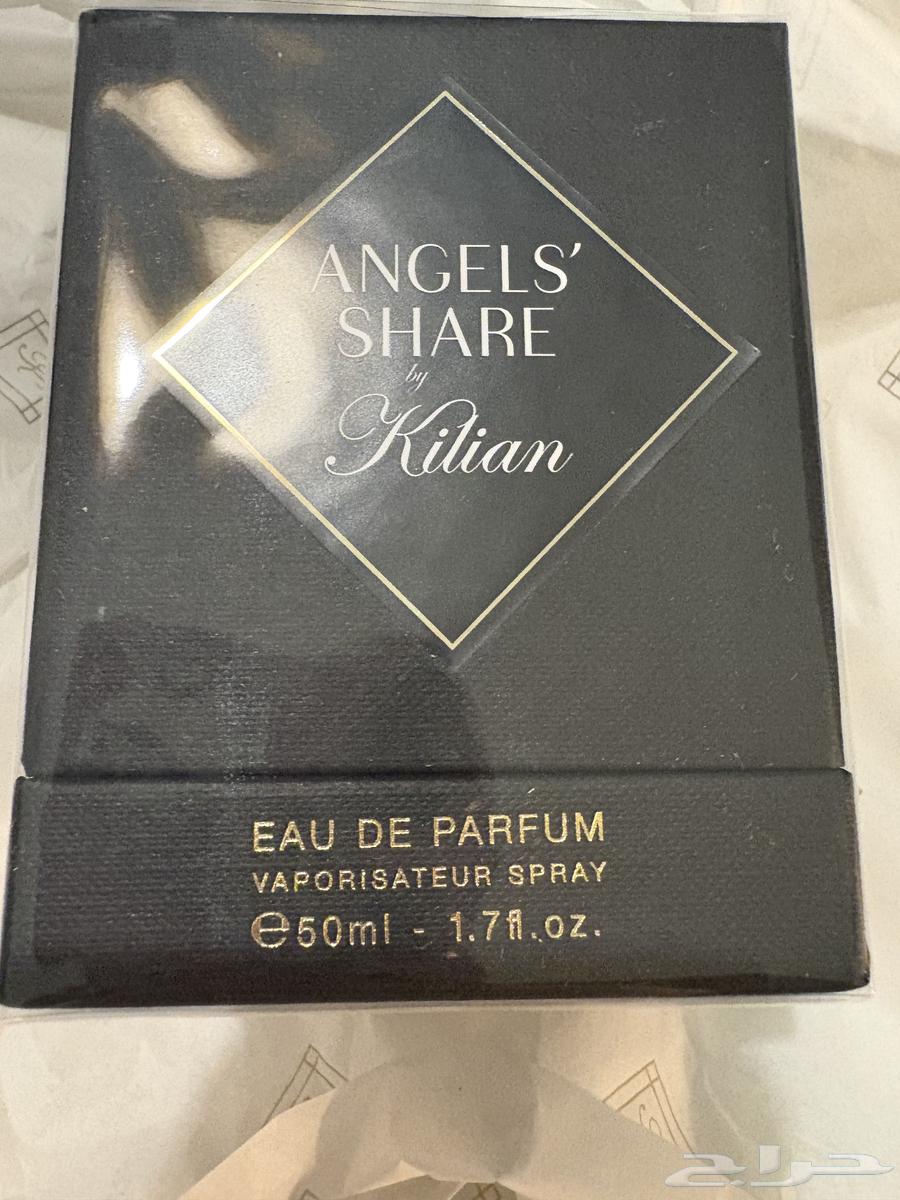 ANGELS'
SHARE
by
Kilian
EAU DE PARFUM
VAPORISATEUR SPRAY
℮50ml - 1.7fl.oz.
حراج